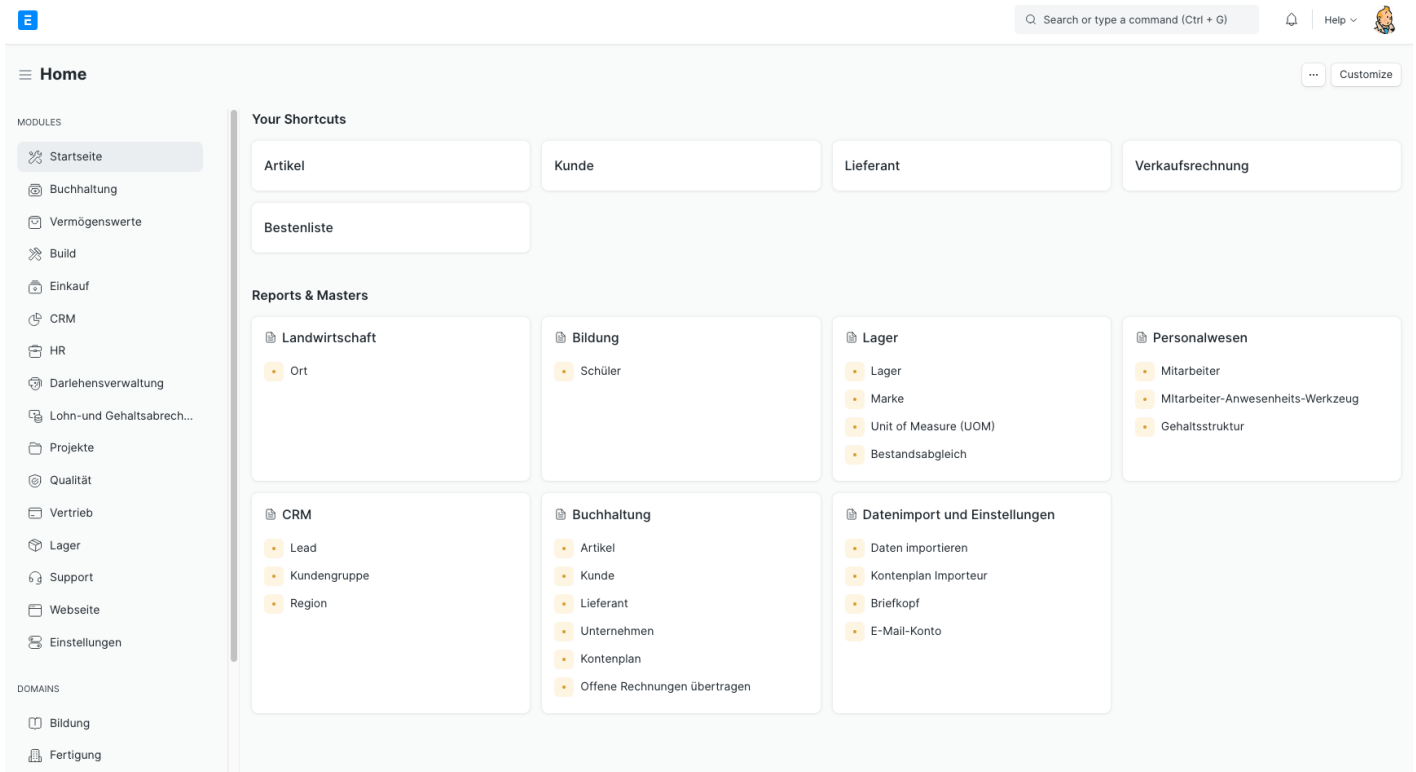 E
Search or type a command (Ctrl + G)
Help
Home
Customize
MODULES
Startseite
Buchhaltung
Vermögenswerte
Build
Einkauf
CRM
HR
Darlehensverwaltung
Lohn-und Gehaltsabrech...
Projekte
Qualität
Vertrieb
Lager
Support
Webseite
Einstellungen
DOMAINS
Bildung
Fertigung
Your Shortcuts
Artikel
Kunde
Lieferant
Verkaufsrechnung
Bestenliste
Reports & Masters
Landwirtschaft
Ort
Bildung
Schüler
Lager
Lager
Marke
Unit of Measure (UOM)
Bestandsabgleich
Personalwesen
Mitarbeiter
MItarbeiter-Anwesenheits-Werkzeug
Gehaltsstruktur
CRM
Lead
Kundengruppe
Region
Buchhaltung
Artikel
Kunde
Lieferant
Unternehmen
Kontenplan
Offene Rechnungen übertragen
Datenimport und Einstellungen
Daten importieren
Kontenplan Importeur
Briefkopf
E-Mail-Konto